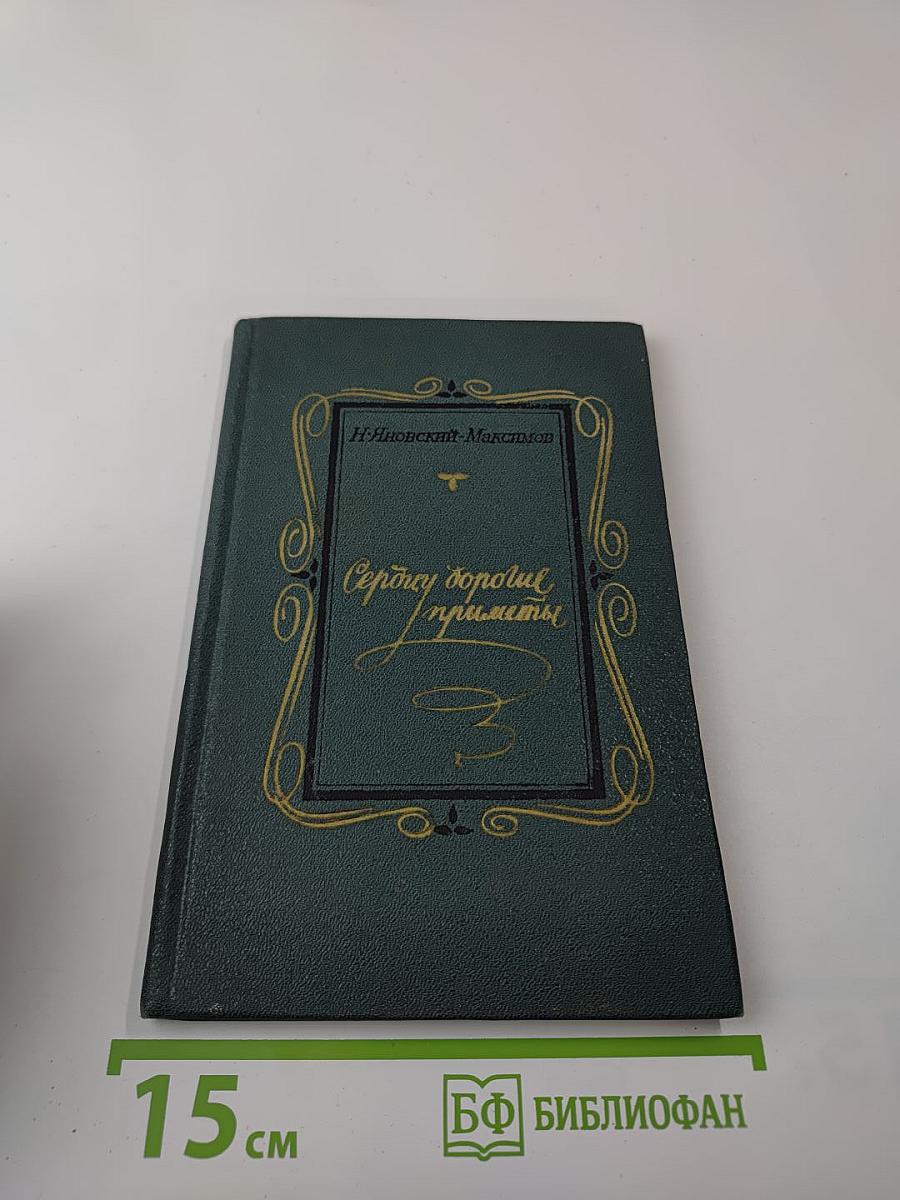 Н·Яновский-Максимов
Сердцу дорогие
приметы
15 см
БФ БИБЛИОФАН